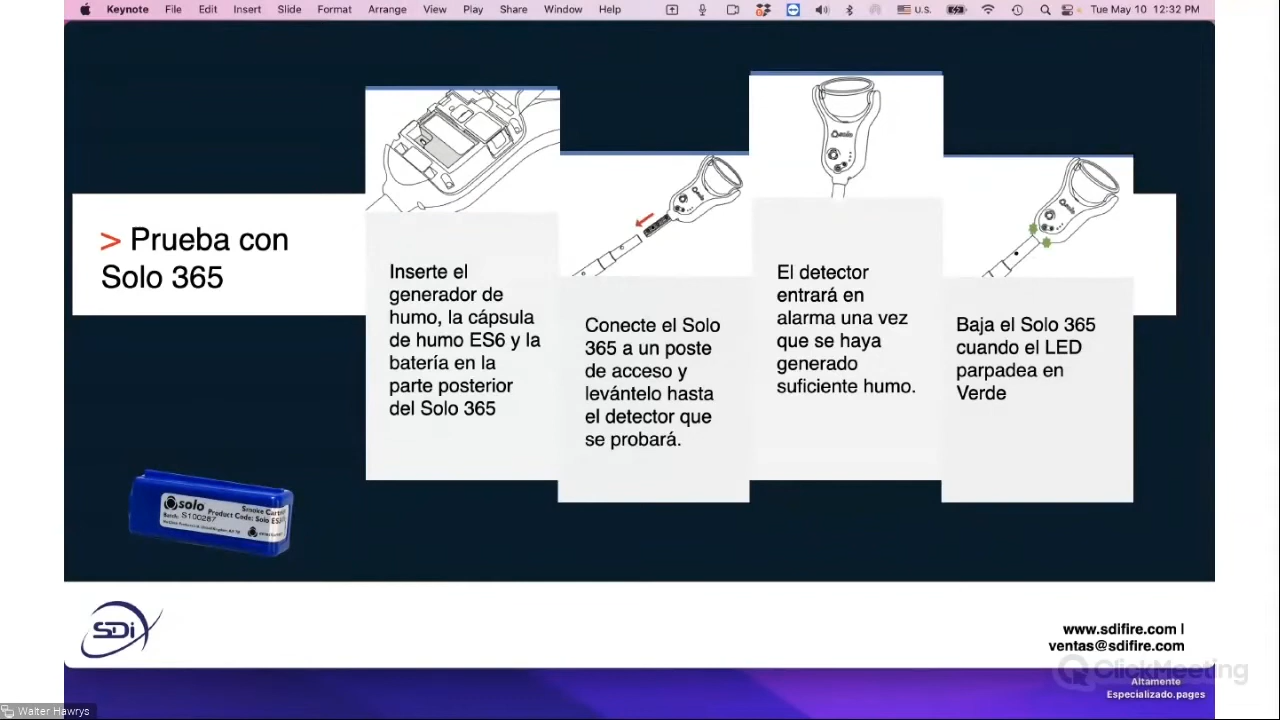 Keynote File Edit Insert Slide Format Arrange View Play Share Window Help U.S. Tue May 10 12:32 PM
> Prueba con
Solo 365
Inserte el
generador de
humo, la cápsula
de humo ES6 y la
batería en la
parte posterior
del Solo 365
solo
Conecte el Solo
365 a un poste
de acceso y
levántelo hasta
el detector que
se probará.
solo
El detector
entrará en
alarma una vez
que se haya
generado
suficiente humo.
solo
Baja el Solo 365
cuando el LED
parpadea en
Verde
solo
Smoke
Product Code: Solo
Batch: S100287
SDi
www.sdifire.com |
ventas@sdifire.com
ClickMeeting
Altamente
Especializado.pages
Walter Hawrys